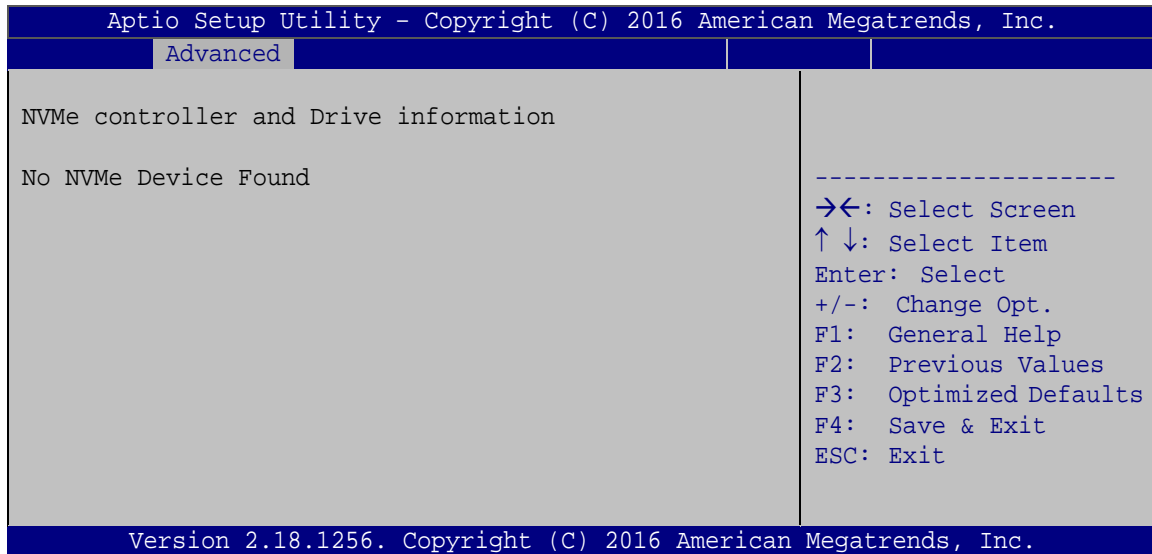 Aptio Setup Utility – Copyright (C) 2016 American Megatrends, Inc.
Advanced
NVMe controller and Drive information
No NVMe Device Found
---------------------
→←: Select Screen
↑ ↓: Select Item
Enter: Select
+/-: Change Opt.
F1: General Help
F2: Previous Values
F3: Optimized Defaults
F4: Save & Exit
ESC: Exit
Version 2.18.1256. Copyright (C) 2016 American Megatrends, Inc.